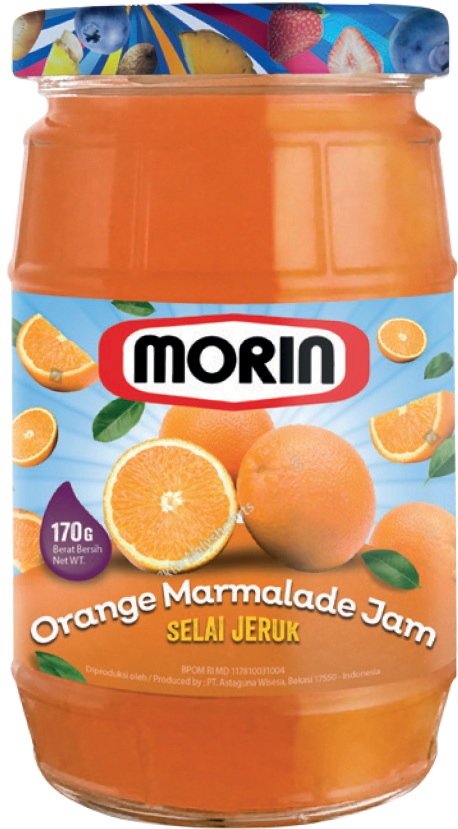 MORIN
170G
Berat Bersih
Net WT.
Orange Marmalade Jam
SELAI JERUK
BPOM RI MD 117810031004
Diproduksi oleh / Produced by : PT. Astaguna Wisesa, Bekasi 17550 - Indonesia